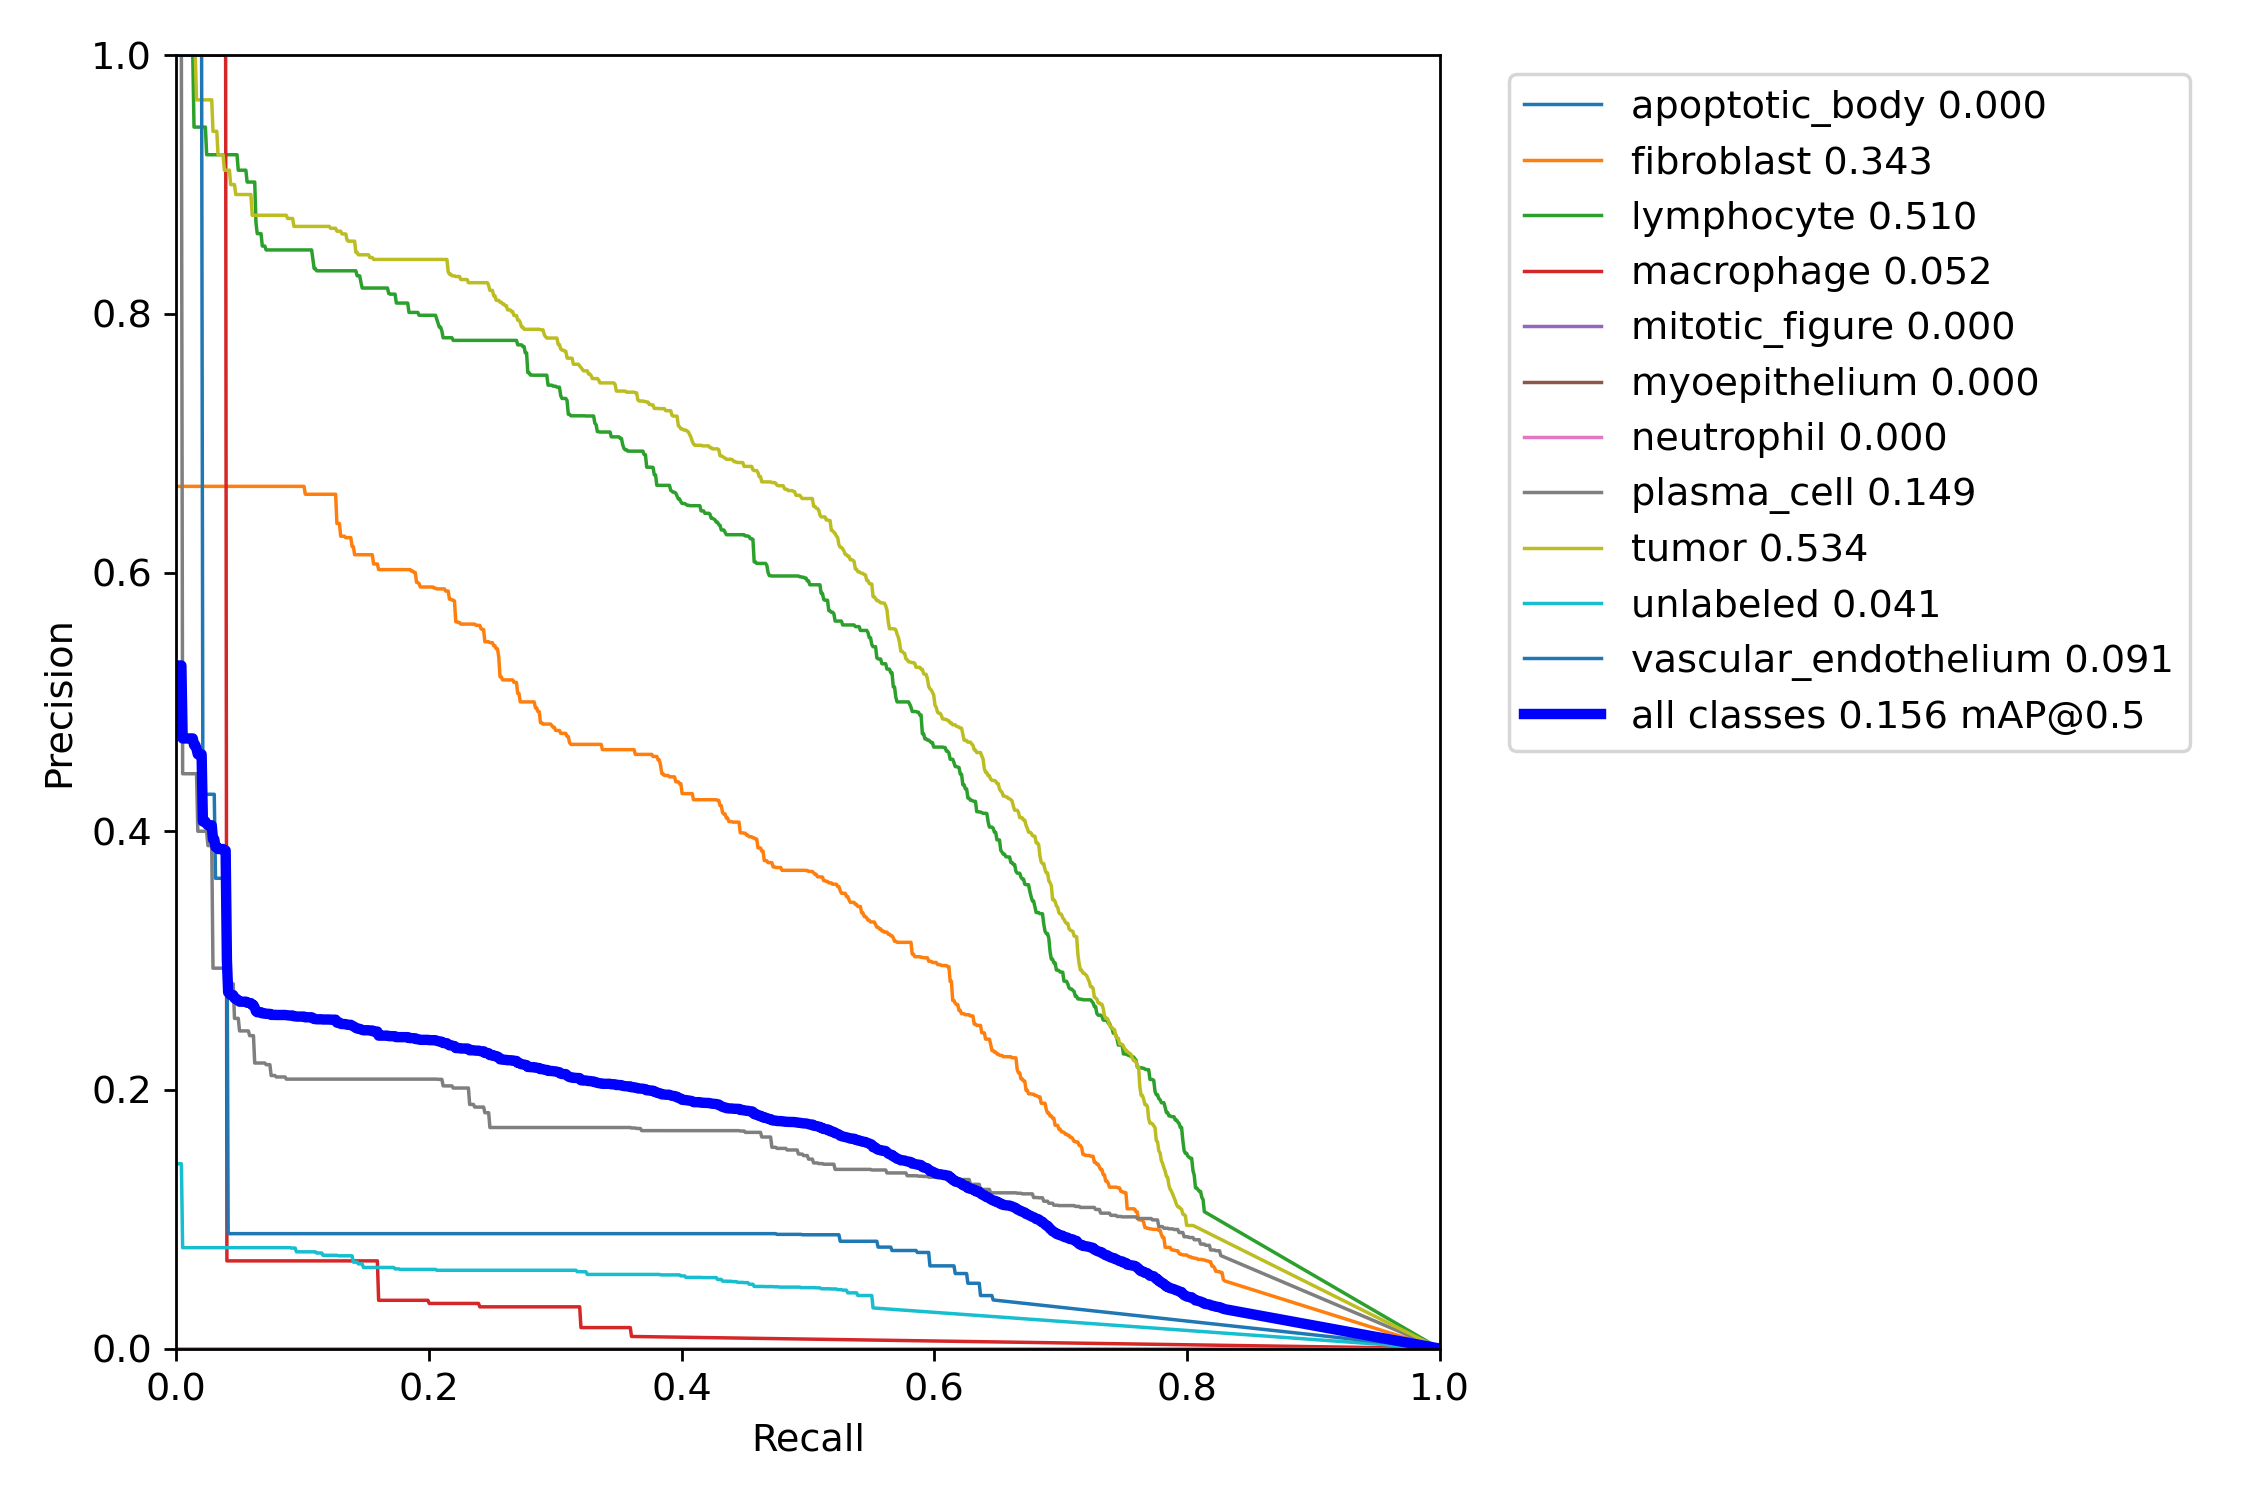 1.0
0.8
0.6
0.4
0.2
0.0
Precision
0.0 0.2 0.4 0.6 0.8 1.0
Recall
apoptotic_body 0.000
fibroblast 0.343
lymphocyte 0.510
macrophage 0.052
mitotic_figure 0.000
myoepithelium 0.000
neutrophil 0.000
plasma_cell 0.149
tumor 0.534
unlabeled 0.041
vascular_endothelium 0.091
all classes 0.156 mAP@0.5